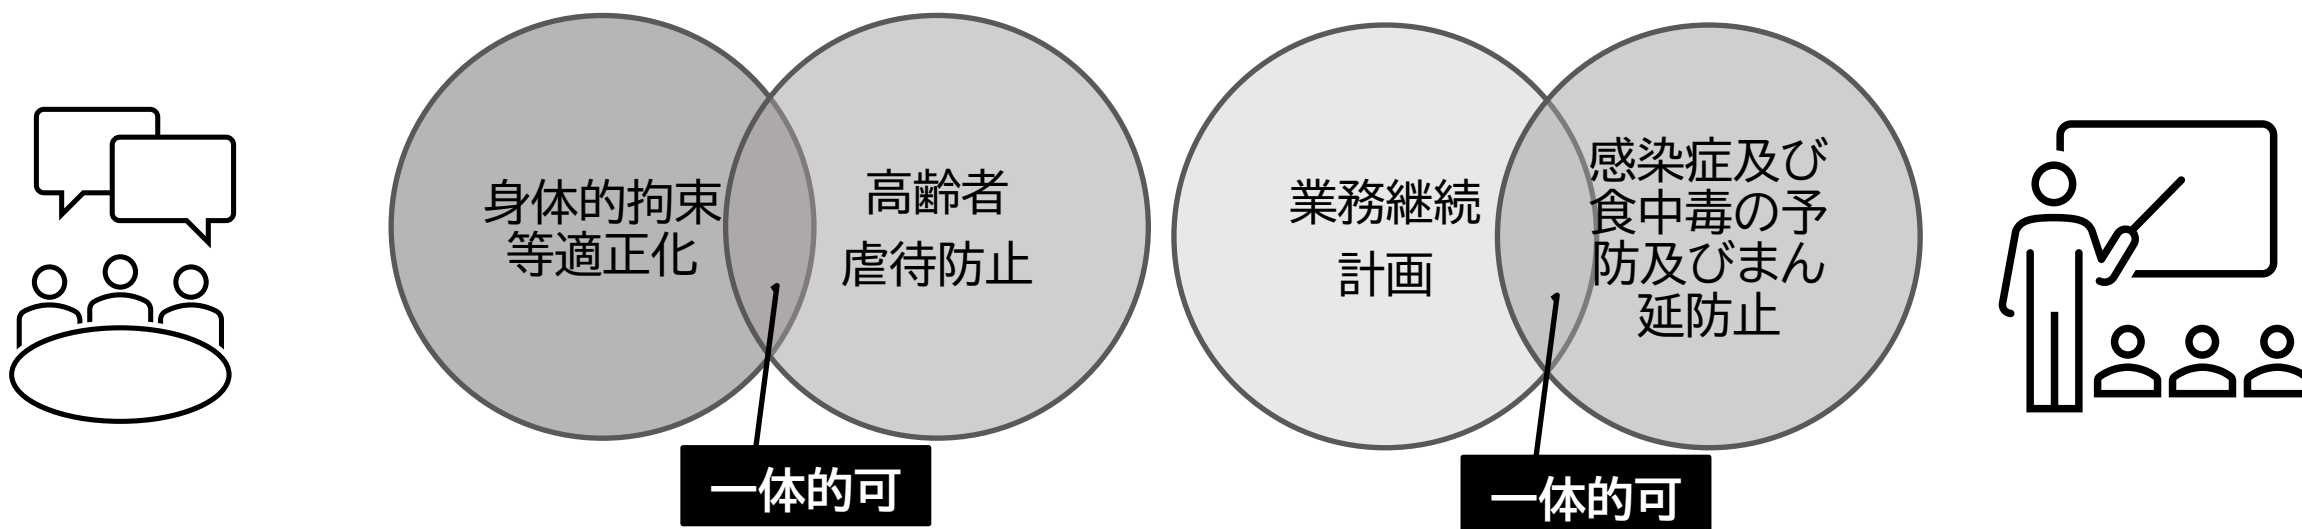 身体的拘束
等適正化
高齢者
虐待防止
一体的可
業務継続
計画
感染症及び
食中毒の予
防及びまん
延防止
一体的可